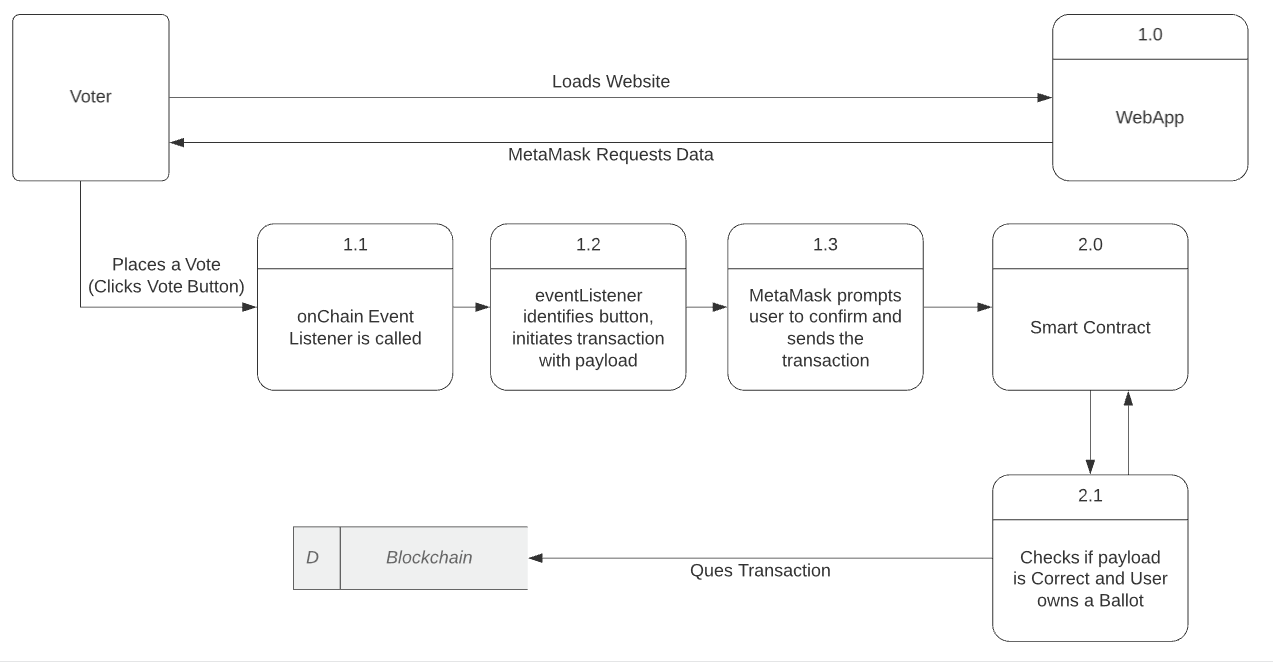 1.0
Voter
Loads Website
WebApp
MetaMask Requests Data
1.1
1.2
1.3
2.0
Places a Vote
(Clicks Vote Button)
onChain Event
Listener is called
eventListener
identifies button,
initiates transaction
with payload
MetaMask prompts
user to confirm and
sends the
transaction
Smart Contract
2.1
D
Blockchain
Ques Transaction
Checks if payload
is Correct and User
owns a Ballot